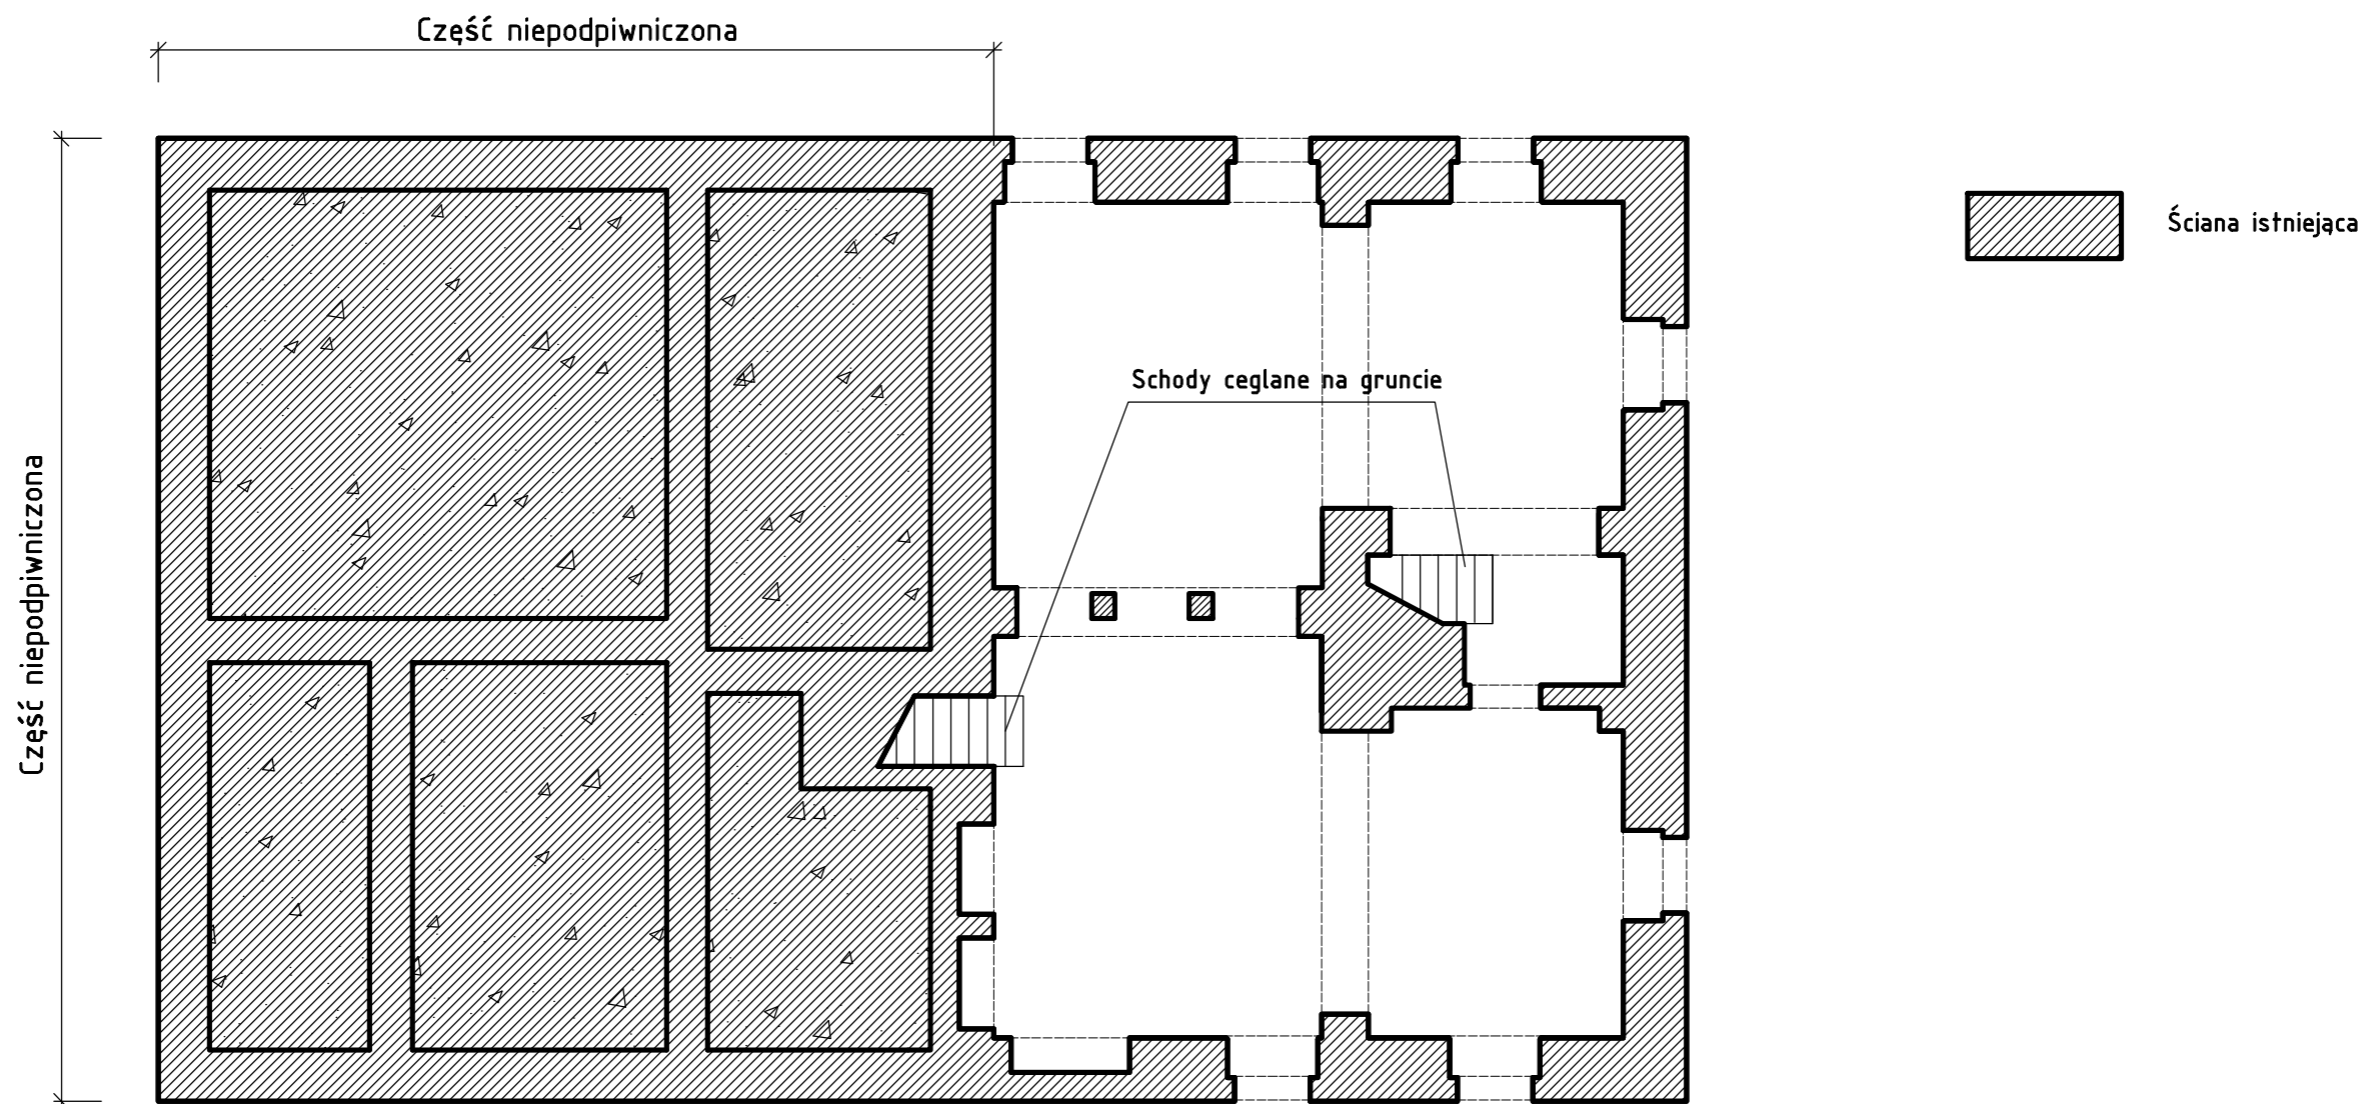 Część niepodpiwniczona
Ściana istniejąca
Schody ceglane na gruncie
Część niepodpiwniczona